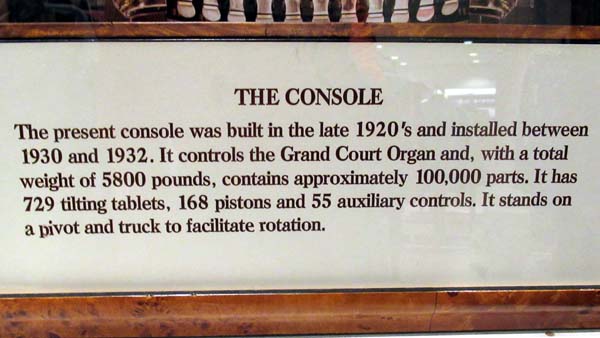 THE CONSOLE
The present console was built in the late 1920's and installed between
1930 and 1932. It controls the Grand Court Organ and, with a total
weight of 5800 pounds, contains approximately 100,000 parts. It has
729 tilting tablets, 168 pistons and 55 auxiliary controls. It stands on
a pivot and truck to facilitate rotation.